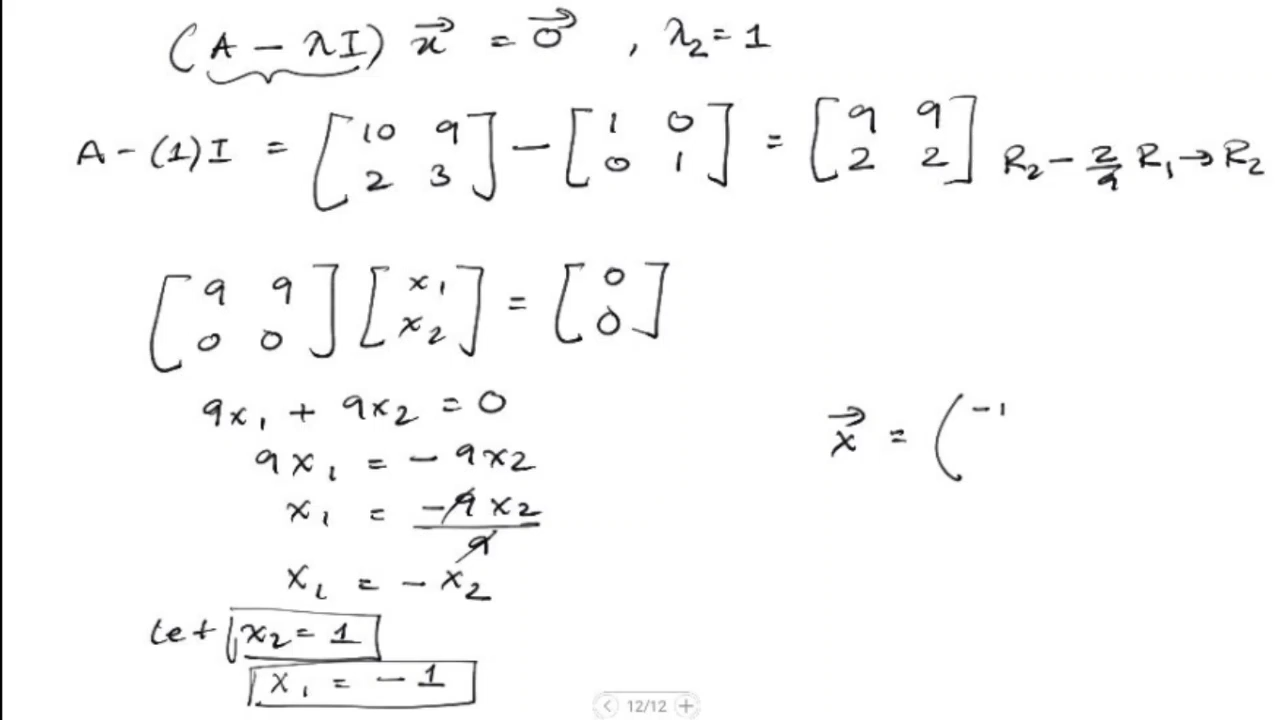 (A − λI) x⃗ = 0⃗ , λ₂ = 1
A − (1)I = [10 9; 2 3] − [1 0; 0 1] = [9 9; 2 2] R₂ − 2/9 R₁ → R₂
[9 9; 0 0] [x₁; x₂] = [0; 0]
9x₁ + 9x₂ = 0
9x₁ = − 9x₂
x₁ = −9x₂/9
x₁ = − x₂
let x₂ = 1
x₁ = − 1
x⃗ = (−1
12/12